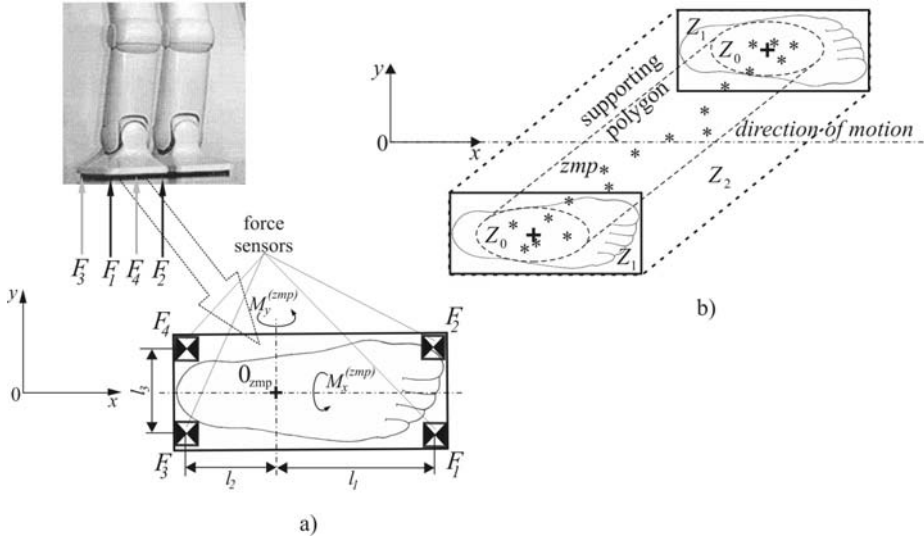 F3 F1 F4 F2
force
sensors
y
0
x
My(zmp)
F4
F2
0zmp
Mx(zmp)
l3
F3
F1
l2
l1
a)
y
0
x
Z1
Z0
supporting
polygon
direction of motion
zmp
Z2
Z0
Z1
b)